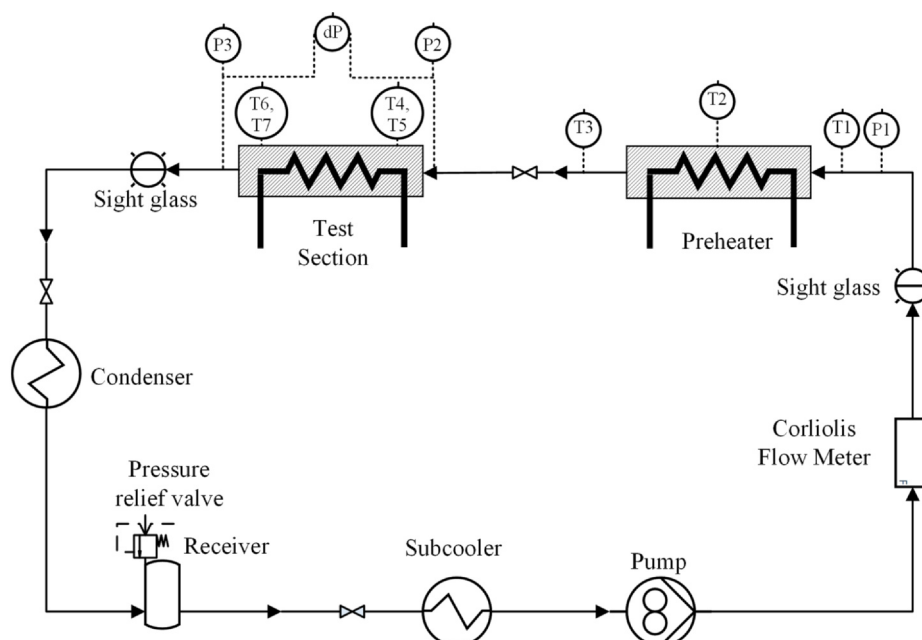 P3
dP
P2
T6,
T7
T4,
T5
T3
T2
T1
P1
Sight glass
Test
Section
Preheater
Sight glass
Condenser
Corliolis
Flow Meter
F
Pressure
relief valve
Receiver
Subcooler
Pump